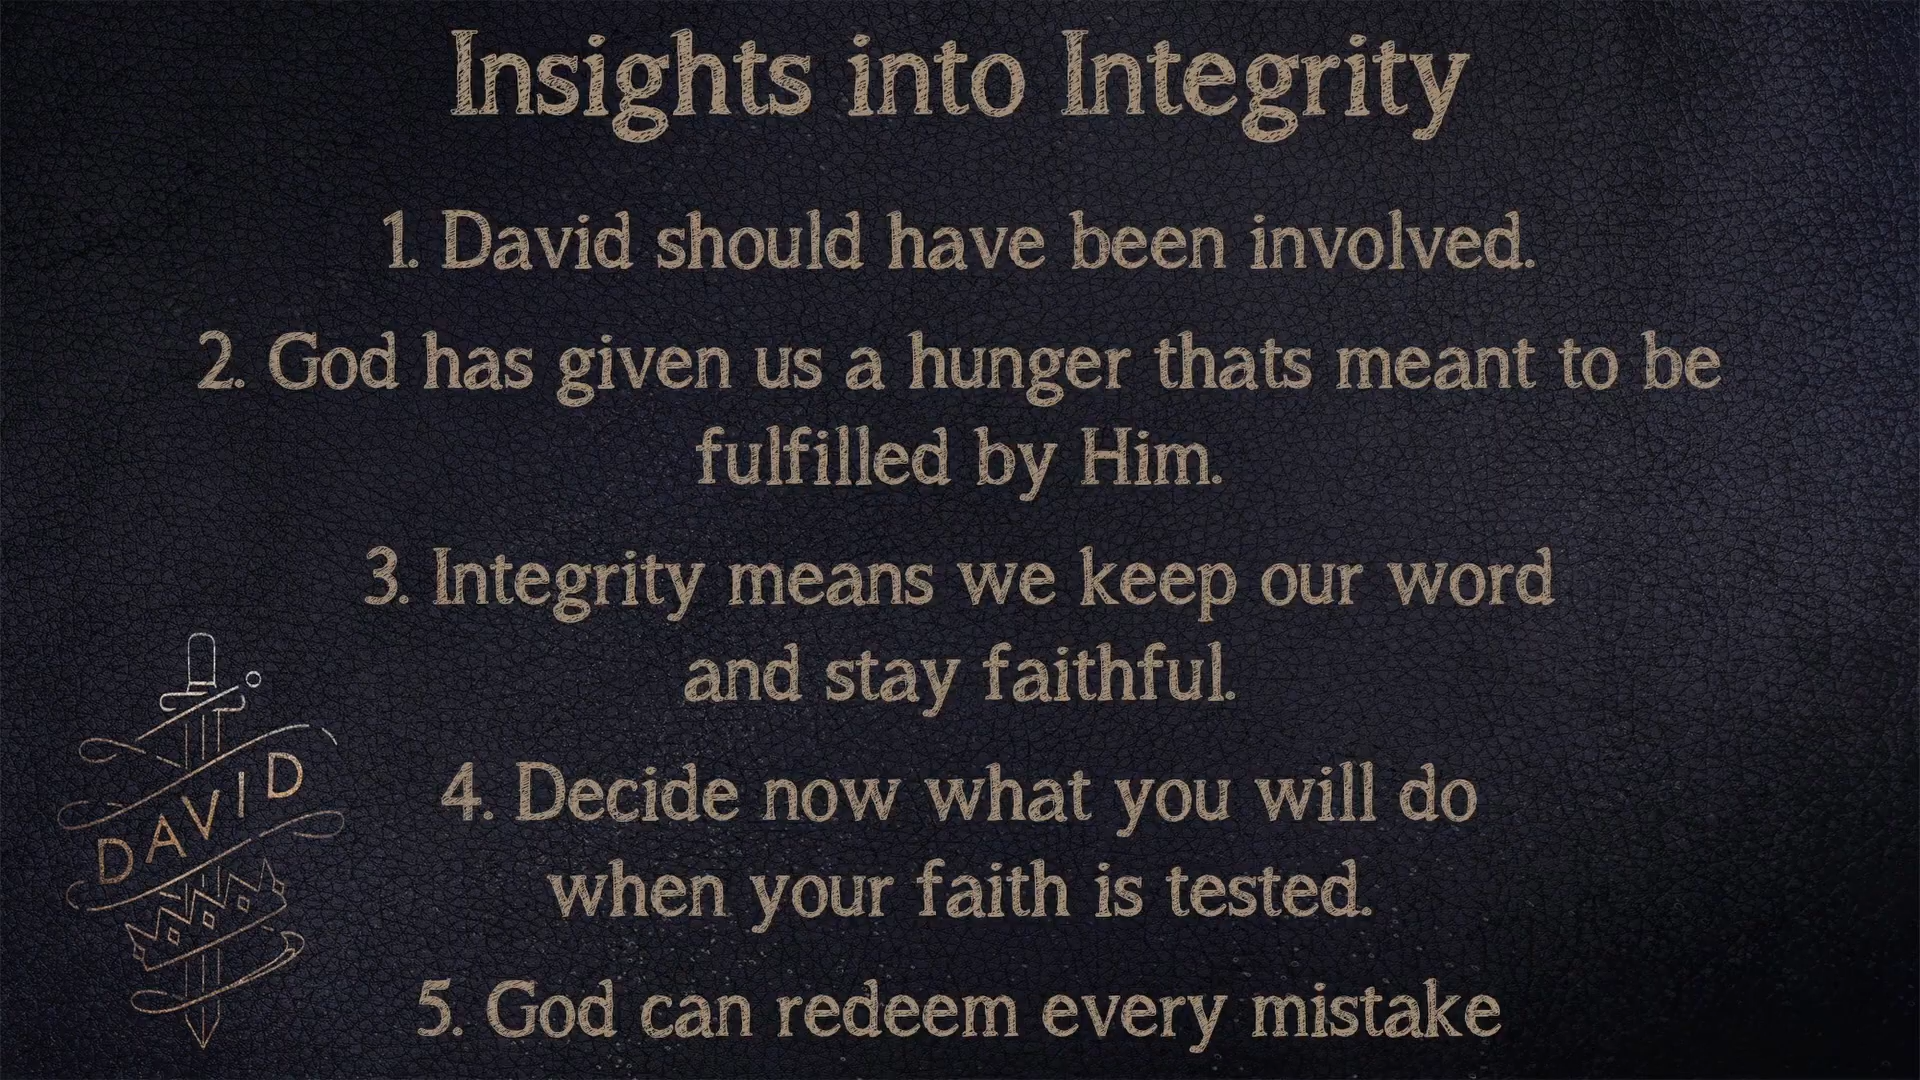 Insights into Integrity
1. David should have been involved.
2. God has given us a hunger thats meant to be
fulfilled by Him.
3. Integrity means we keep our word
and stay faithful.
4. Decide now what you will do
when your faith is tested.
5. God can redeem every mistake
DAVID